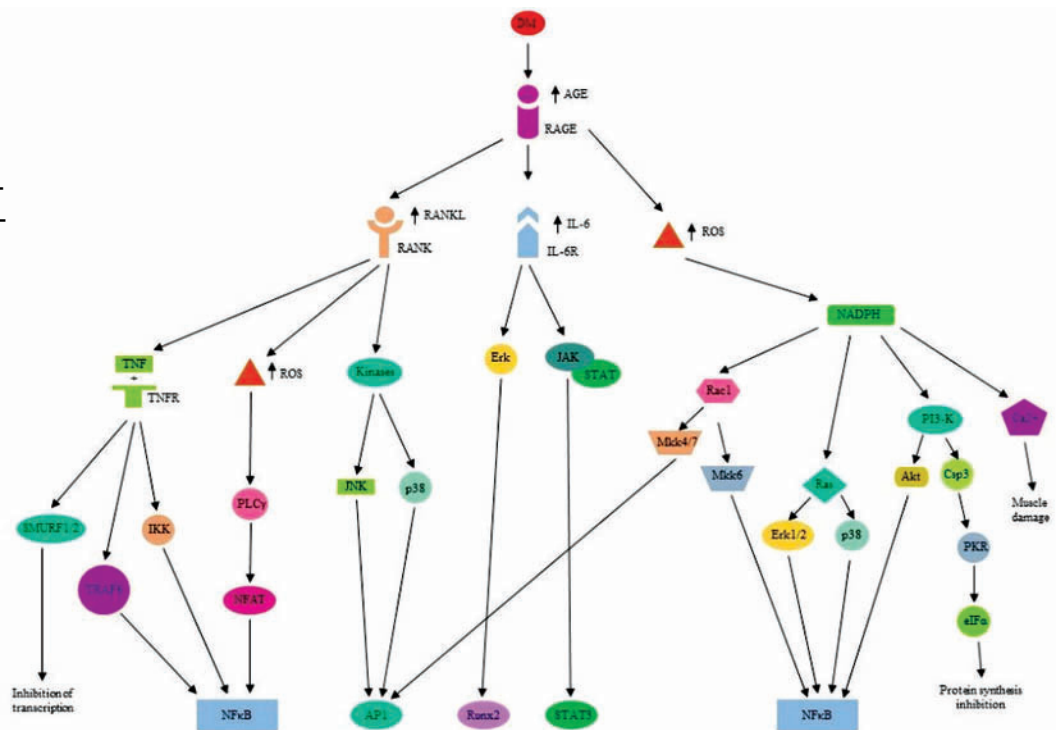 DM
AGE
RAGE
RANKL
RANK
IL-6
IL-6R
ROS
NADPH
TNF
+
TNFR
ROS
Kinases
Erk
JAK
STAT
Rac1
PI3-K
Mkk4/7
Mkk6
JNK
p38
Ras
Akt
Csp3
Muscle
damage
PLCγ
SMURF1/2
IKK
Erk1/2
p38
PKR
TRAF6
NFAT
eIFα
Inhibition of
transcription
NFκB
AP1
Runx2
STAT3
NFκB
Protein synthesis
inhibition